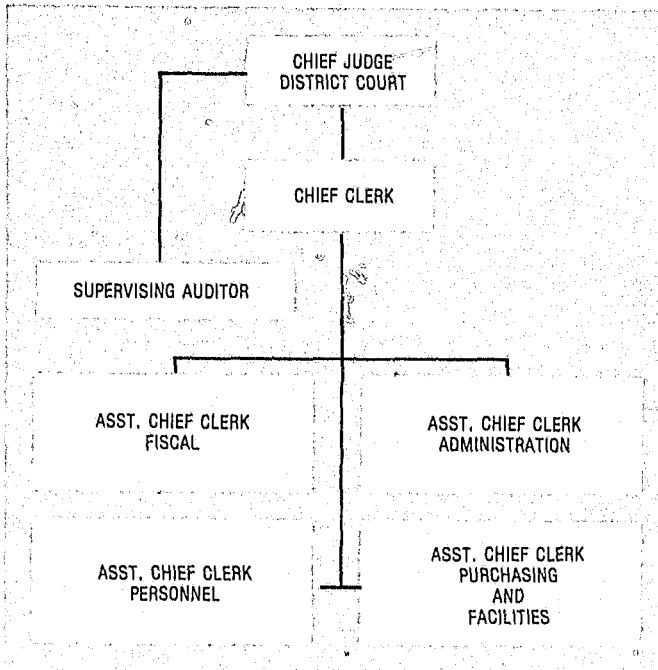 CHIEF JUDGE
DISTRICT COURT
CHIEF CLERK
SUPERVISING AUDITOR
ASST. CHIEF CLERK
FISCAL
ASST. CHIEF CLERK
ADMINISTRATION
ASST. CHIEF CLERK
PERSONNEL
ASST. CHIEF CLERK
PURCHASING
AND
FACILITIES